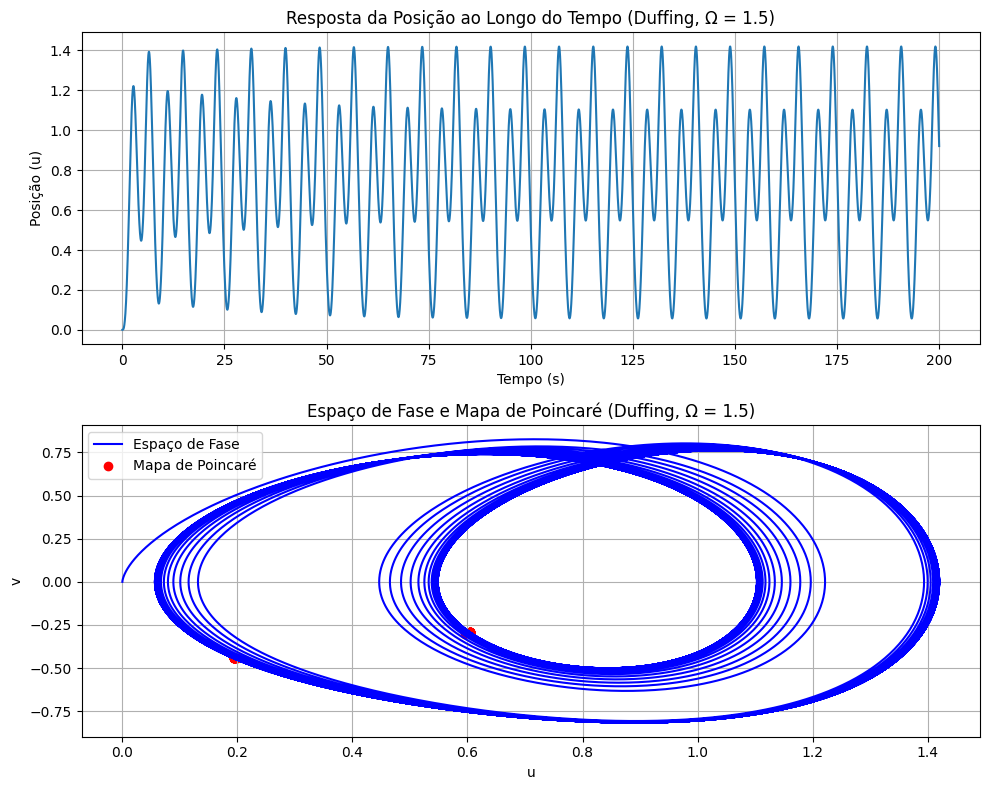 Resposta da Posição ao Longo do Tempo (Duffing, Ω = 1.5)
1.4
1.2
1.0
0.8
0.6
0.4
0.2
0.0
Posição (u)
0 25 50 75 100 125 150 175 200
Tempo (s)
Espaço de Fase e Mapa de Poincaré (Duffing, Ω = 1.5)
Espaço de Fase
Mapa de Poincaré
0.75
0.50
0.25
0.00
−0.25
−0.50
−0.75
v
0.0 0.2 0.4 0.6 0.8 1.0 1.2 1.4
u